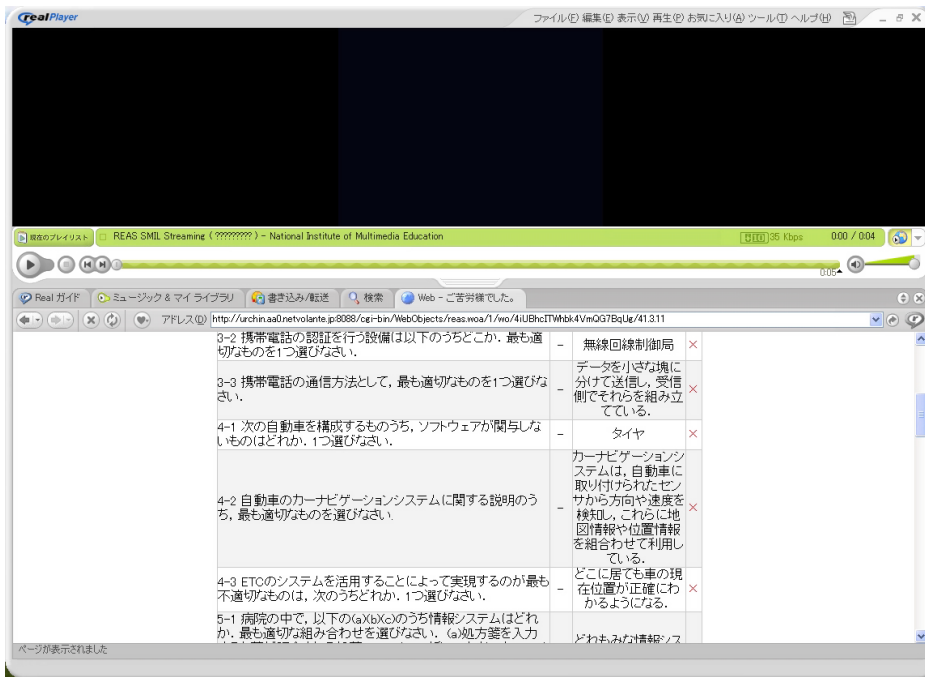 realPlayer
ファイル(F) 編集(E) 表示(V) 再生(P) お気に入り(A) ツール(T) ヘルプ(H)
現在のプレイリスト
REAS SMIL Streaming ( ????????? ) - National Institute of Multimedia Education
35 Kbps
0:00 / 0:04
0:05
Real ガイド
ミュージック & マイ ライブラリ
書き込み/転送
検索
Web - ご苦労様でした。
アドレス(D)
http://urchin.aa0.netvolante.jp:8088/cgi-bin/WebObjects/reas.woa/1/wo/4iUBhcITWhbk4VmQG7BqUg/41.3.11
3-2 携帯電話の認証を行う設備は以下のうちどこか. 最も適
切なものを1つ選びなさい.
-
無線回線制御局
×
3-3 携帯電話の通信方法として, 最も適切なものを1つ選びな
さい.
-
データを小さな塊に
分けて送信し, 受信
側でそれらを組み立
てている.
×
4-1 次の自動車を構成するものうち, ソフトウェアが関与しな
いものはどれか. 1つ選びなさい.
-
タイヤ
×
4-2 自動車のカーナビゲーションシステムに関する説明のう
ち, 最も適切なものを選びなさい.
-
カーナビゲーションシ
ステムは, 自動車に
取り付けられたセン
サから方向や速度を
検知し, これらに地
図情報や位置情報
を組合わせて利用し
ている.
×
4-3 ETCのシステムを活用することによって実現するのが最も
不適切なものは, 次のうちどれか. 1つ選びなさい.
-
どこに居ても車の現
在位置が正確にわ
かるようになる.
×
5-1 病院の中で, 以下の(a)(b)(c)のうち情報システムはどれ
か. 最も適切な組み合わせを選びなさい. (a)処方箋を入力
どれもみな情報シス
ページが表示されました